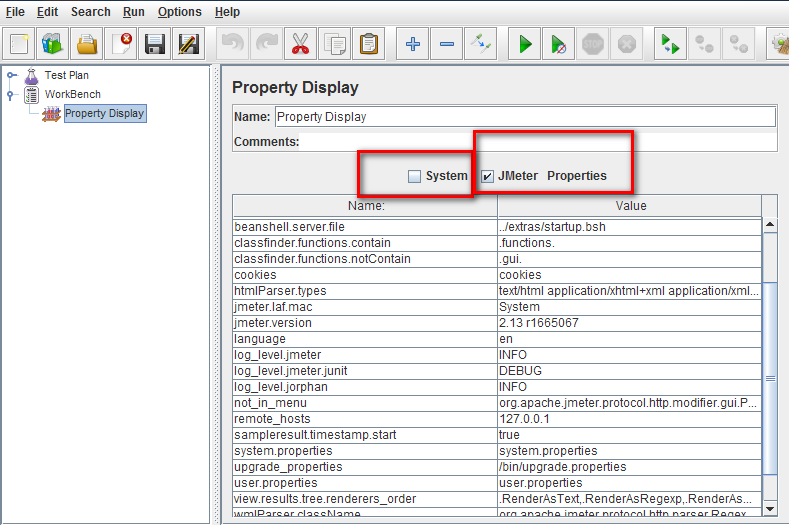 File Edit Search Run Options Help
STOP
Test Plan
WorkBench
Property Display
Property Display
Name: Property Display
Comments:
System JMeter Properties
Name: Value
beanshell.server.file ../extras/startup.bsh
classfinder.functions.contain .functions.
classfinder.functions.notContain .gui.
cookies cookies
htmlParser.types text/html application/xhtml+xml application/xml...
jmeter.laf.mac System
jmeter.version 2.13 r1665067
language en
log_level.jmeter INFO
log_level.jmeter.junit DEBUG
log_level.jorphan INFO
not_in_menu org.apache.jmeter.protocol.http.modifier.gui.P...
remote_hosts 127.0.0.1
sampleresult.timestamp.start true
system.properties system.properties
upgrade_properties /bin/upgrade.properties
user.properties user.properties
view.results.tree.renderers_order .RenderAsText,.RenderAsRegexp,.RenderAs...
wmlParser.className org.apache.jmeter.protocol.http.parser.Regex...